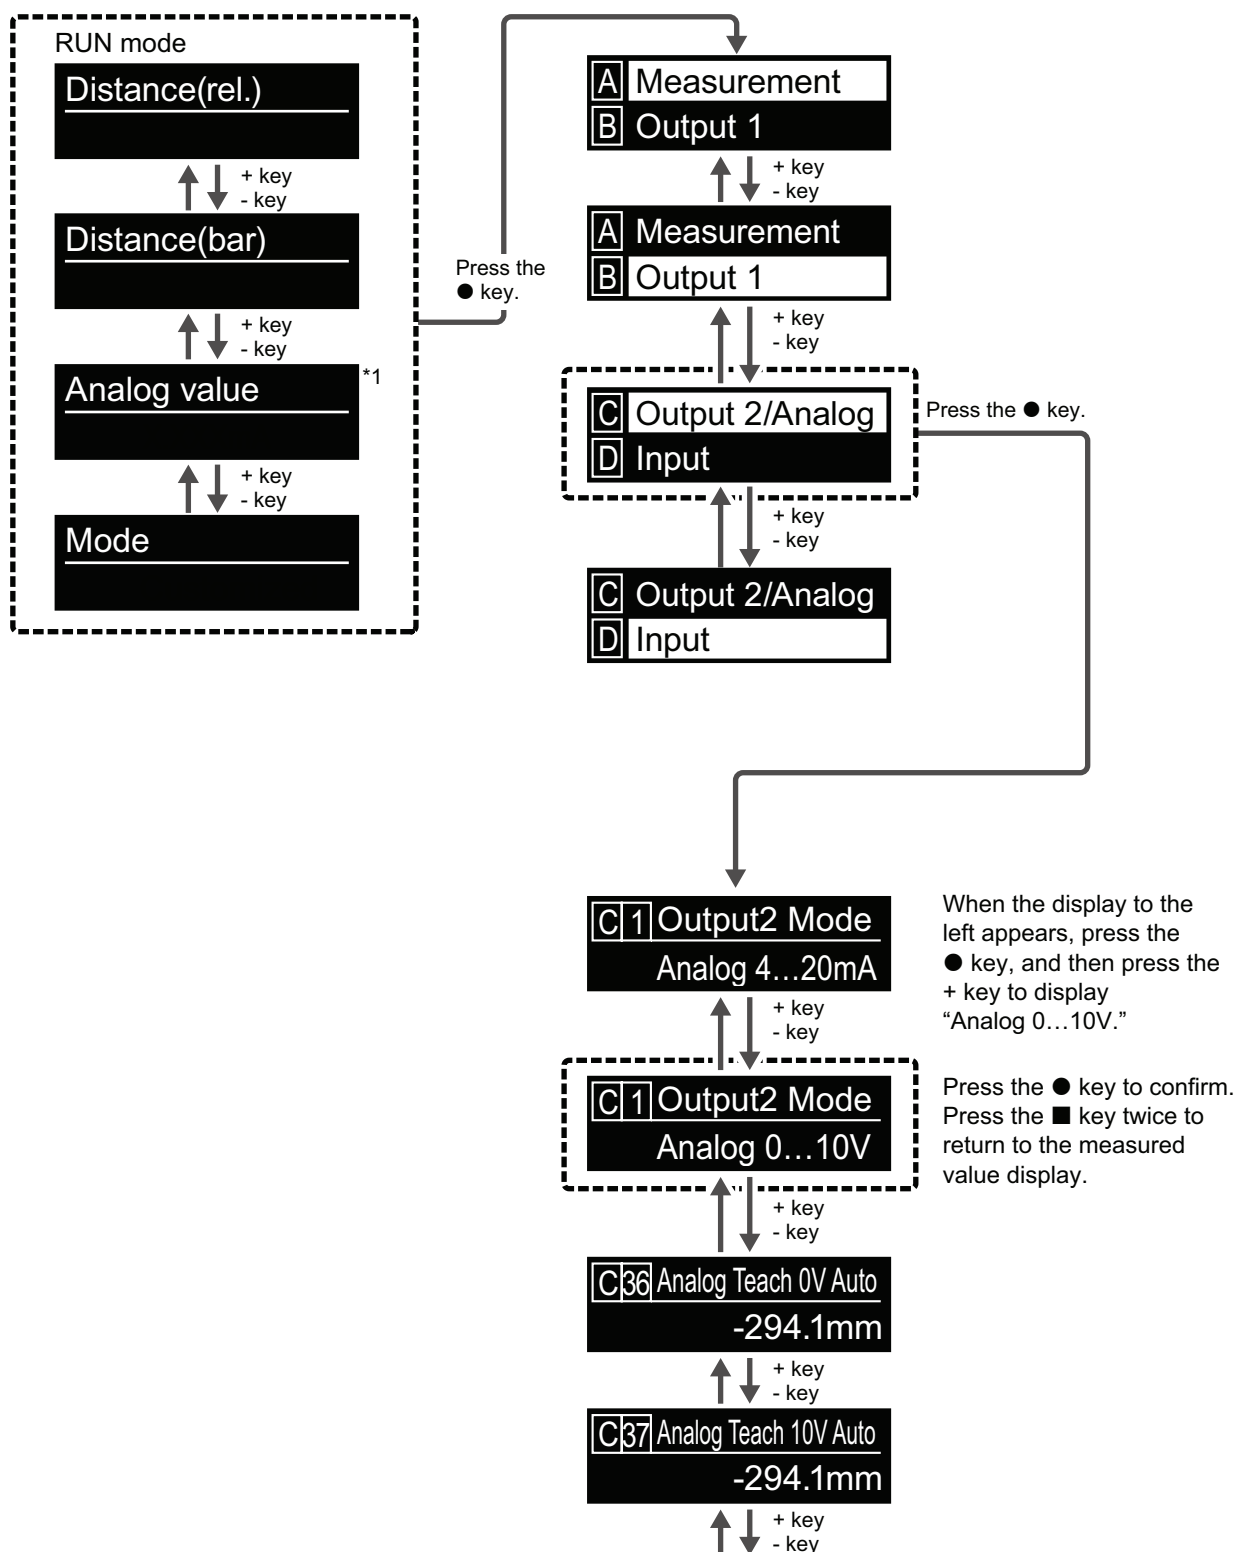 RUN mode
Distance(rel.)
+ key
- key
Distance(bar)
+ key
- key
Analog value
*1
+ key
- key
Mode
Press the
● key.
A Measurement
B Output 1
+ key
- key
A Measurement
B Output 1
+ key
- key
C Output 2/Analog
D Input
Press the ● key.
+ key
- key
C Output 2/Analog
D Input
C 1 Output2 Mode
Analog 4…20mA
When the display to the
left appears, press the
● key, and then press the
+ key to display
“Analog 0…10V.”
+ key
- key
C 1 Output2 Mode
Analog 0…10V
Press the ● key to confirm.
Press the ■ key twice to
return to the measured
value display.
+ key
- key
C 36 Analog Teach 0V Auto
-294.1mm
+ key
- key
C 37 Analog Teach 10V Auto
-294.1mm
+ key
- key